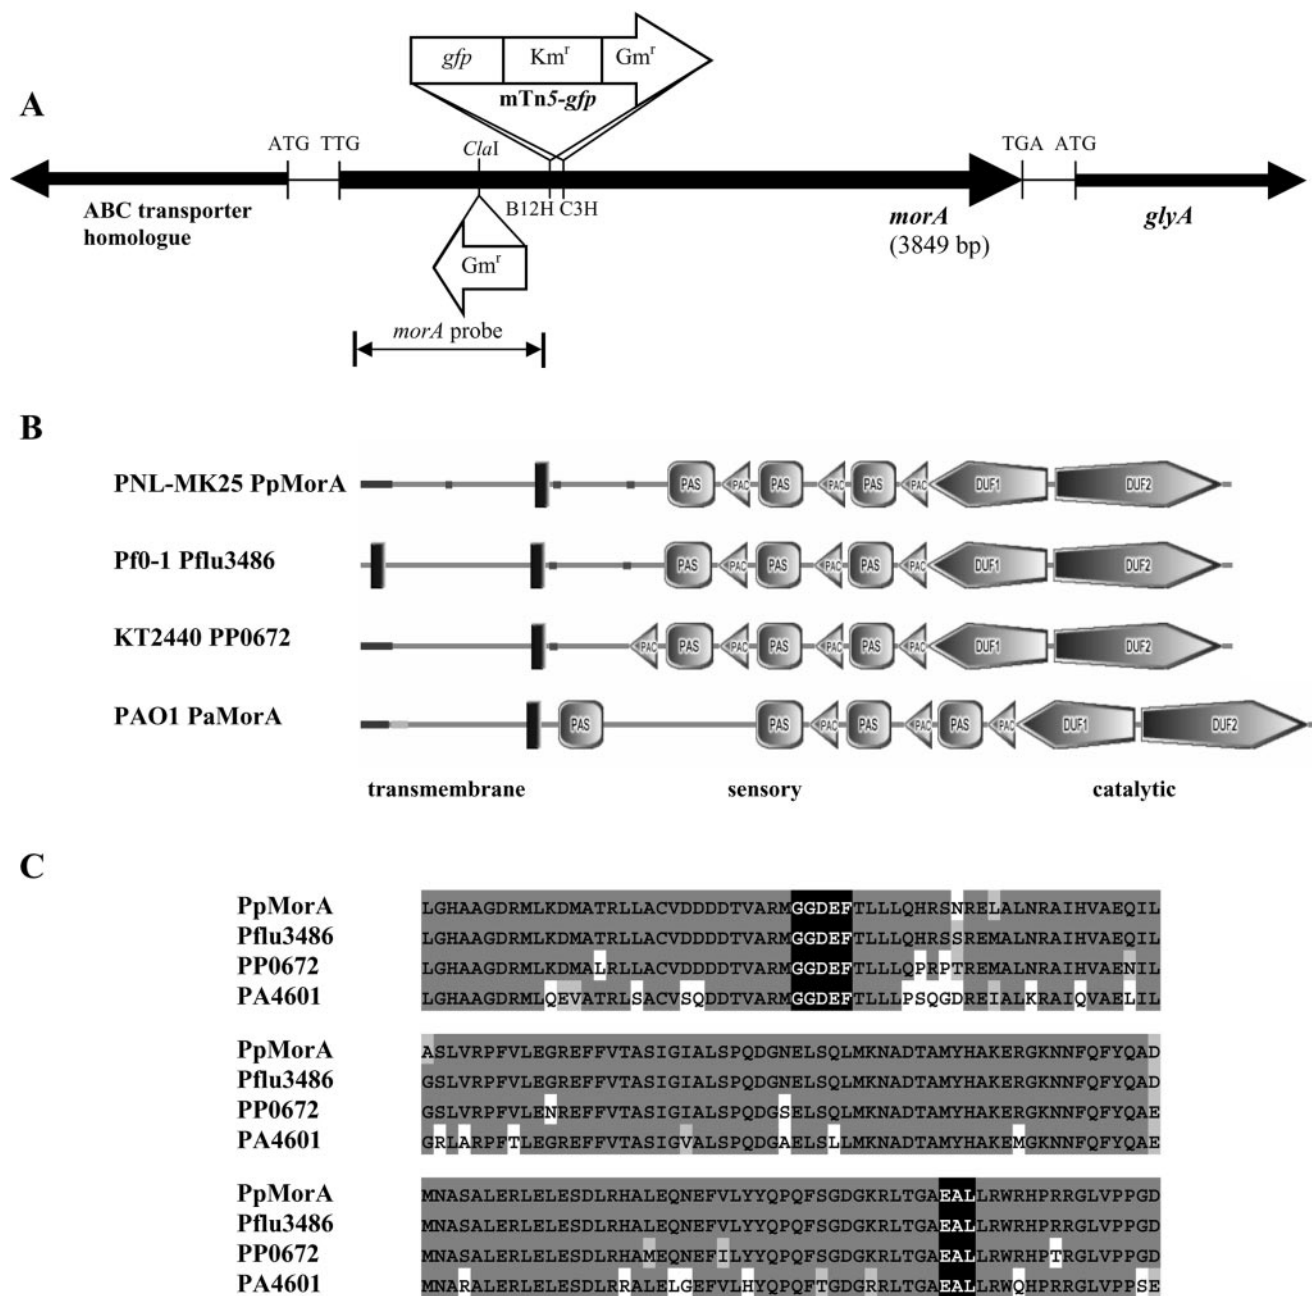 A
gfp Kmr Gmr
mTn5-gfp
ATG TTG ClaI TGA ATG
B12H C3H
ABC transporter
homologue
morA
(3849 bp)
glyA
Gmr
morA probe
B
PNL-MK25 PpMorA PAS PAC PAS PAC PAS PAC DUF1 DUF2
Pf0-1 Pflu3486 PAS PAC PAS PAC PAS PAC DUF1 DUF2
KT2440 PP0672 PAC PAS PAC PAS PAC PAS PAC DUF1 DUF2
PAO1 PaMorA PAS PAS PAC PAS PAC PAS PAC DUF1 DUF2
transmembrane sensory catalytic
C
PpMorA LGHAAGDRMLKDMATRLLACVDDDDTVARMGGDEFTLLLQHRSNRELALNRAIHVAEQIL
Pflu3486 LGHAAGDRMLKDMATRLLACVDDDDTVARMGGDEFTLLLQHRSSREMALNRAIHVAEQIL
PP0672 LGHAAGDRMLKDMALRLLACVDDDDTVARMGGDEFTLLLQPRPTREMALNRAIHVAENIL
PA4601 LGHAAGDRMLQEVATRLSACVSQDDTVARMGGDEFTLLLPSQGDREIALKRAIQVAELIL
PpMorA ASLVRPFVLEGREFFVTASIGIALSPQDGNELSQLMKNADTAMYHAKERGKNNFQFYQAD
Pflu3486 GSLVRPFVLEGREFFVTASIGIALSPQDGNELSQLMKNADTAMYHAKERGKNNFQFYQAD
PP0672 GSLVRPFVLENREFFVTASIGIALSPQDGSELSQLMKNADTAMYHAKERGKNNFQFYQAE
PA4601 GRLARPFTLEGREFFVTASIGVALSPQDGAELSLLMKNADTAMYHAKEMGKNNFQFYQAE
PpMorA MNASALERLELESDLRHALEQNEFVLYYQPQFSGDGKRLTGAEALLRWRHPRRGLVPPGD
Pflu3486 MNASALERLELESDLRHALEQNEFVLYYQPQFSGDGKRLTGAEALLRWRHPRRGLVPPGD
PP0672 MNASALERLELESDLRHAMEQNEFILYYQPQFSGDGKRLTGAEALLRWRHPTRGLVPPGD
PA4601 MNARALERLELESDLRRALELGEFVLHYQPQFTGDGRRLTGAEALLRWQHPRRGLVPPSE